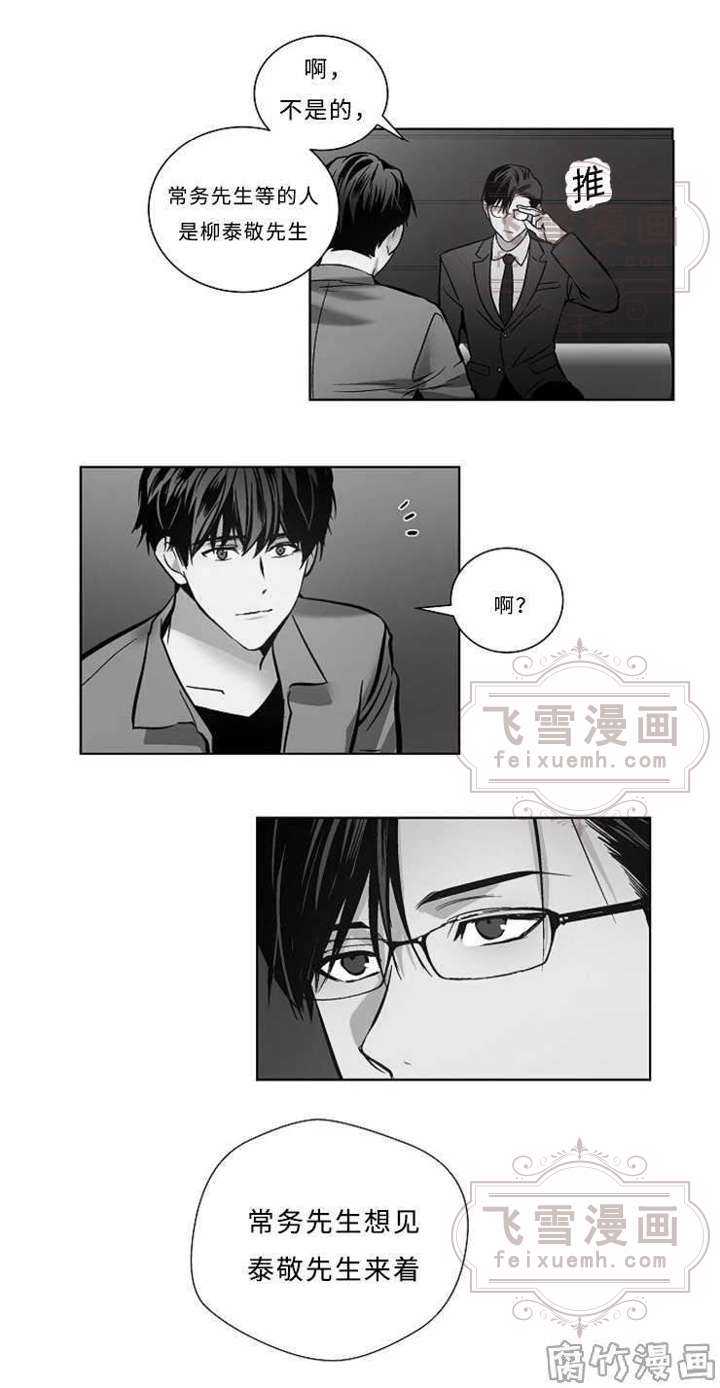 啊，
不是的，
常务先生等的人
是柳泰敬先生
推
啊？
飞雪漫画
feixuemh.com
常务先生想见
泰敬先生来着
飞雪漫画
feixuemh.com
腐竹漫画